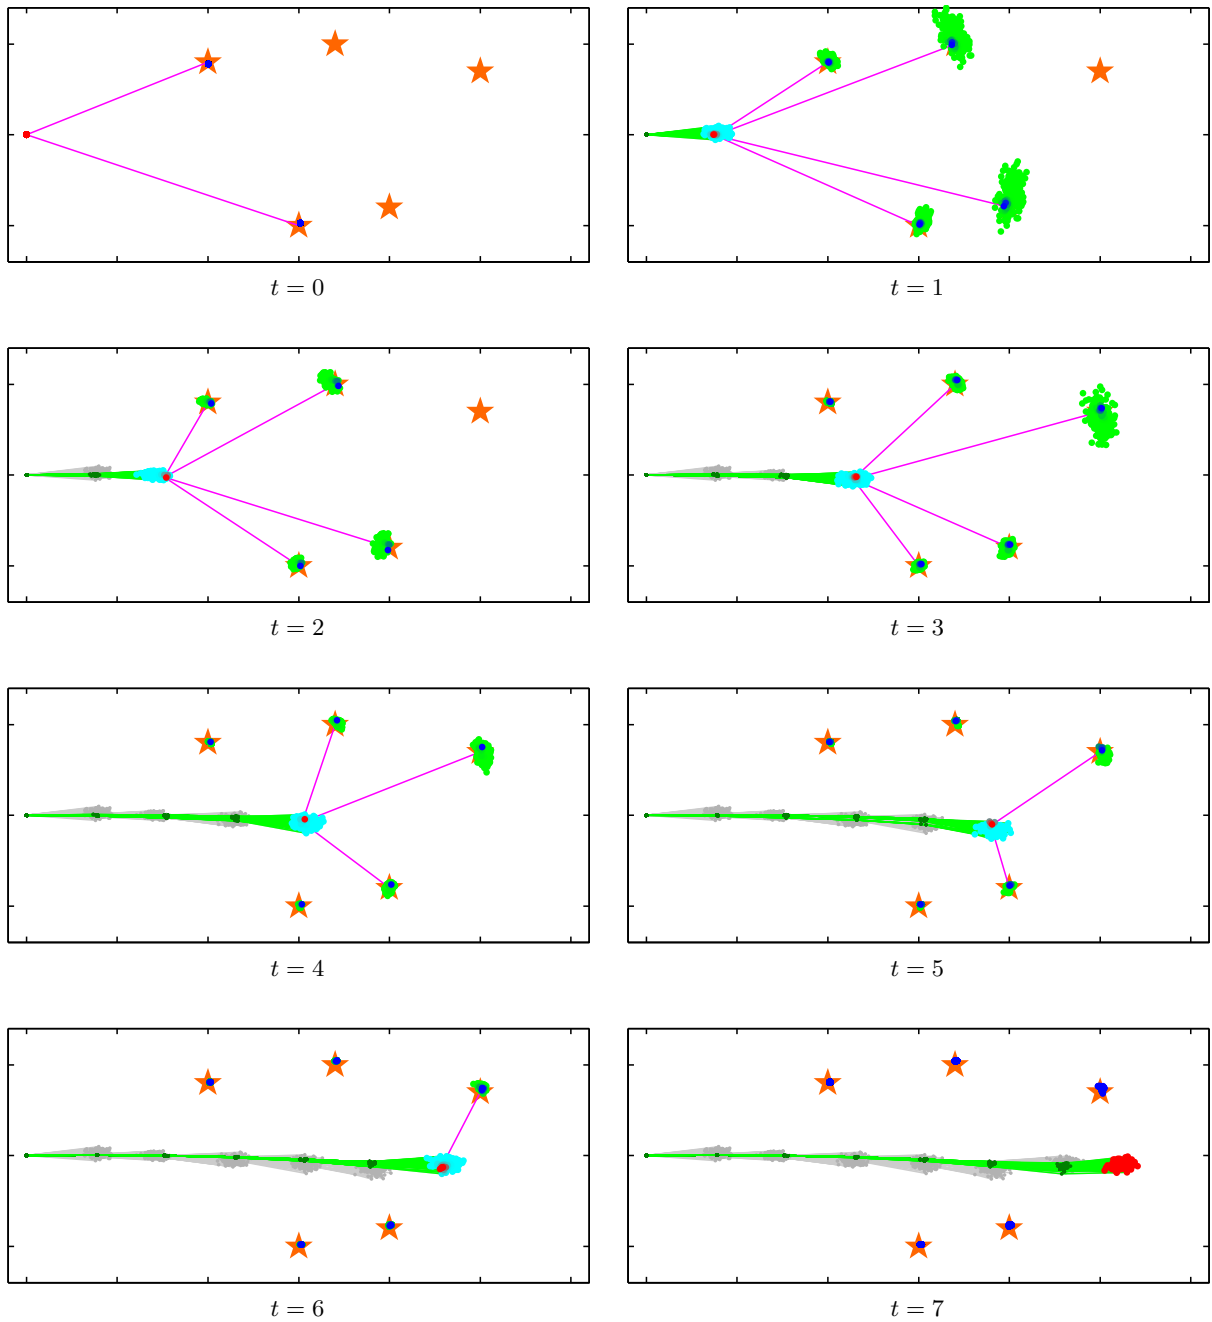 t = 0
t = 1
t = 2
t = 3
t = 4
t = 5
t = 6
t = 7